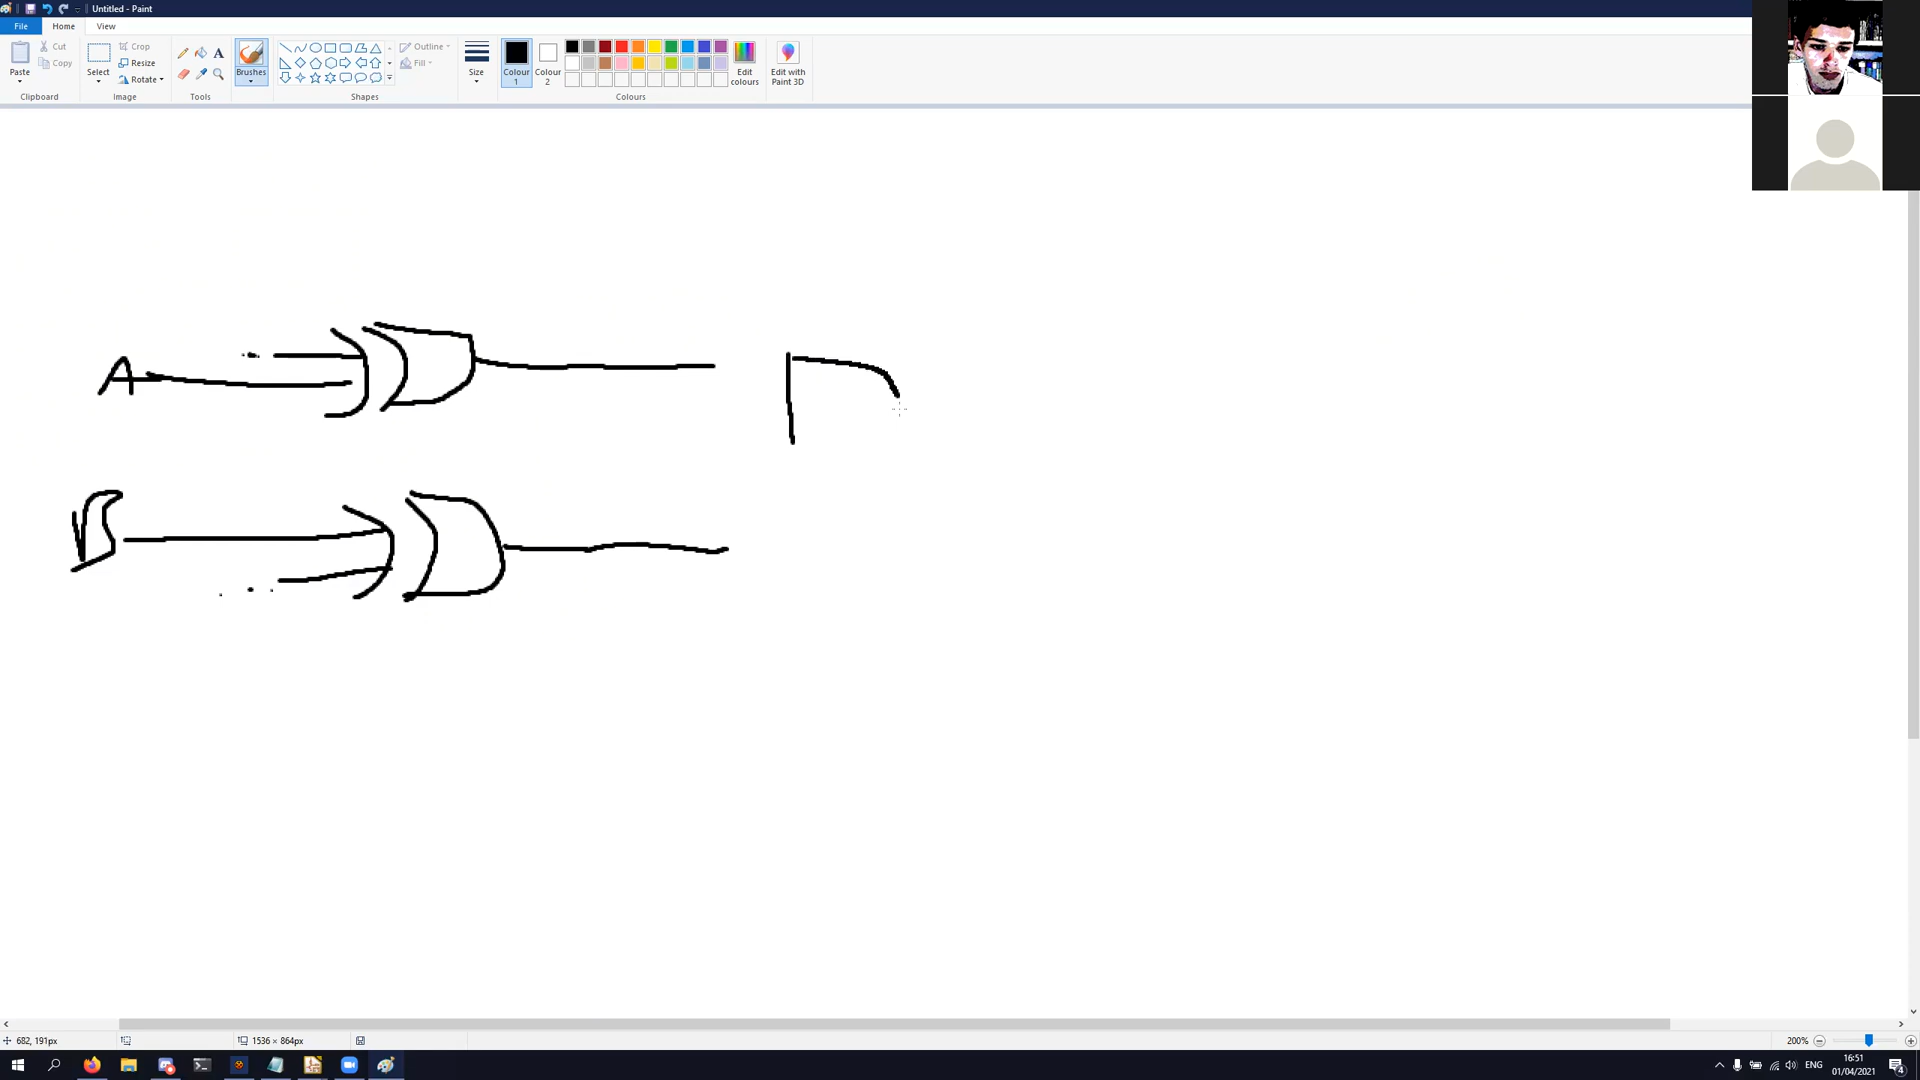 Untitled - Paint
File Home View
Paste
Cut
Copy
Clipboard
Select
Crop
Resize
Rotate
Image
Tools
Brushes
Outline
Fill
Shapes
Size
Colour 1
Colour 2
Edit colours
Edit with Paint 3D
Colours
A
B
682, 191px
1536 × 864px
200%
ENG
16:51
01/04/2021
4